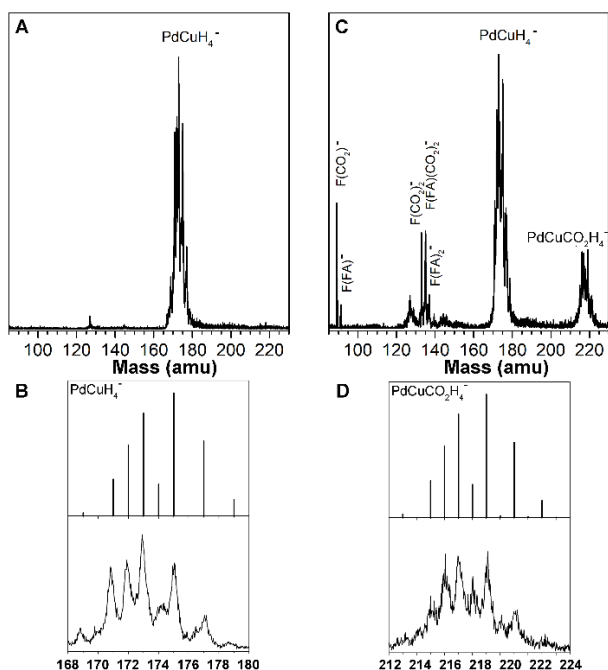 A
PdCuH₄⁻
100 120 140 160 180 200 220
Mass (amu)
B
PdCuH₄⁻
168 170 172 174 176 178 180
C
PdCuH₄⁻
F(CO₂)⁻
F(FA)⁻
F(CO₂)₂⁻
F(FA)(CO₂)₂⁻
F(FA)₂⁻
PdCuCO₂H₄⁻
100 120 140 160 180 200 220
Mass (amu)
D
PdCuCO₂H₄⁻
212 214 216 218 220 222 224